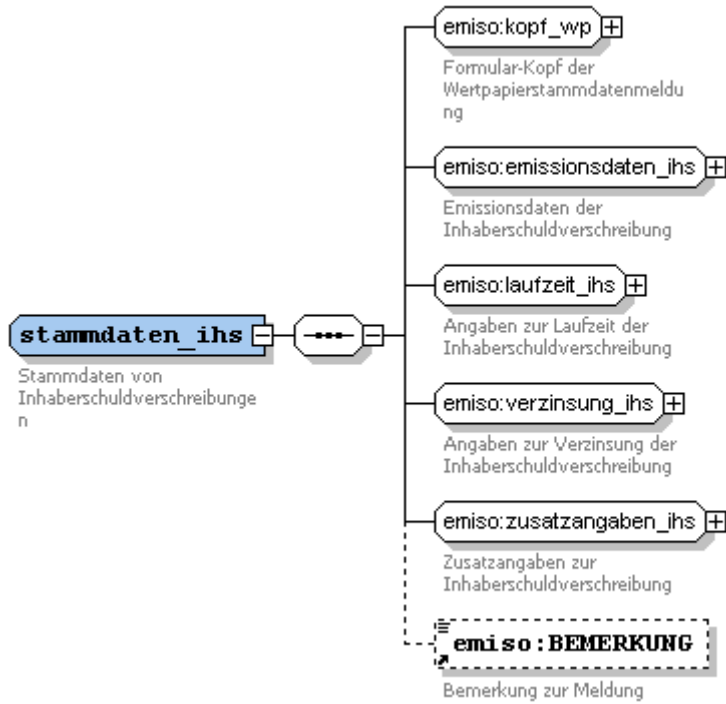 emiso:kopf_wp
Formular-Kopf der
Wertpapierstammdatenmeldu
ng
emiso:emissionsdaten_ihs
Emissionsdaten der
Inhaberschuldverschreibung
emiso:laufzeit_ihs
Angaben zur Laufzeit der
Inhaberschuldverschreibung
stammdaten_ihs
Stammdaten von
Inhaberschuldverschreibunge
n
emiso:verzinsung_ihs
Angaben zur Verzinsung der
Inhaberschuldverschreibung
emiso:zusatzangaben_ihs
Zusatzangaben zur
Inhaberschuldverschreibung
emiso:BEMERKUNG
Bemerkung zur Meldung